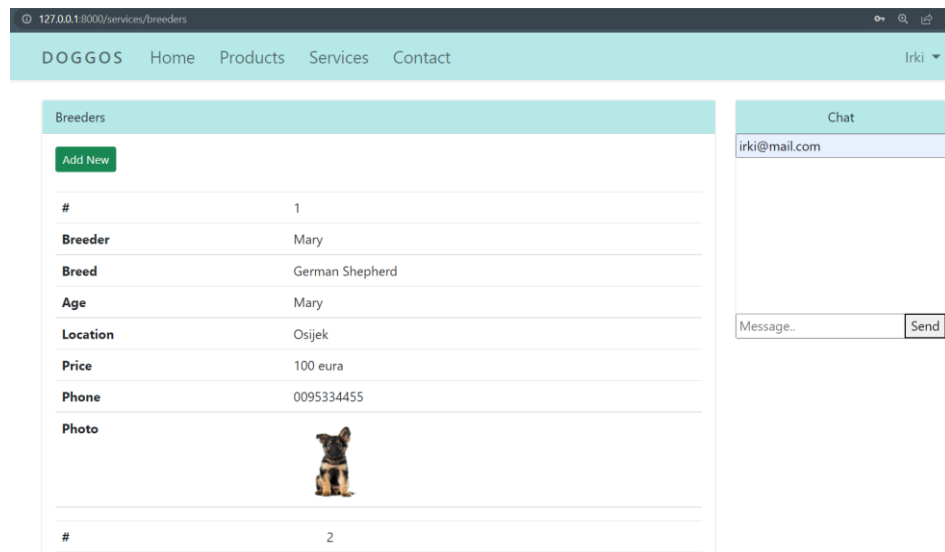 127.0.0.1:8000/services/breeders
DOGGOS Home Products Services Contact Irki
Breeders
Add New
# 1
Breeder Mary
Breed German Shepherd
Age Mary
Location Osijek
Price 100 eura
Phone 0095334455
Photo
# 2
Chat
irki@mail.com
Message.. Send